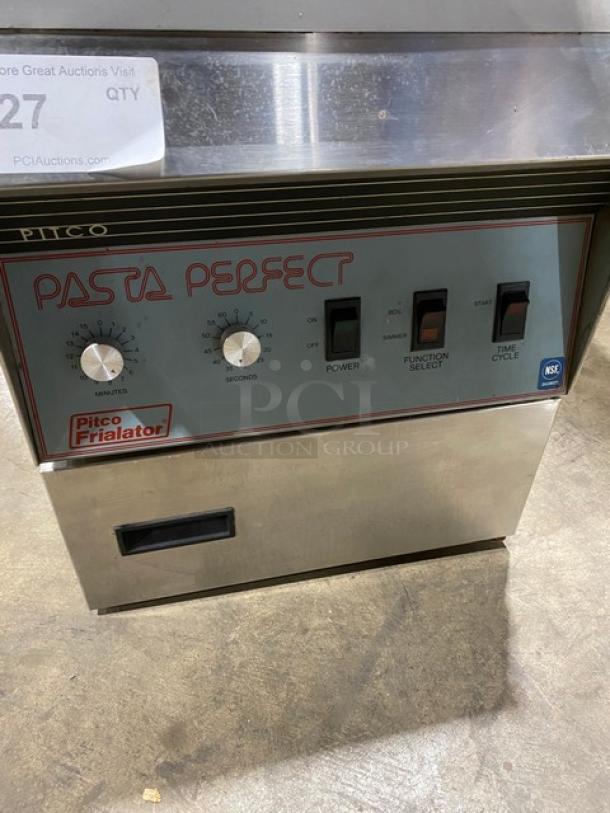 ore Great Auctions Visit
27
QTY
PCIAuctions.com
PITCO
PASTA PERFECT
MINUTES
SECONDS
ON
OFF
POWER
BOIL
SIMMER
FUNCTION
SELECT
START
TIME
CYCLE
NSF
Pitco
Frialator
PCI
AUCTION GROUP